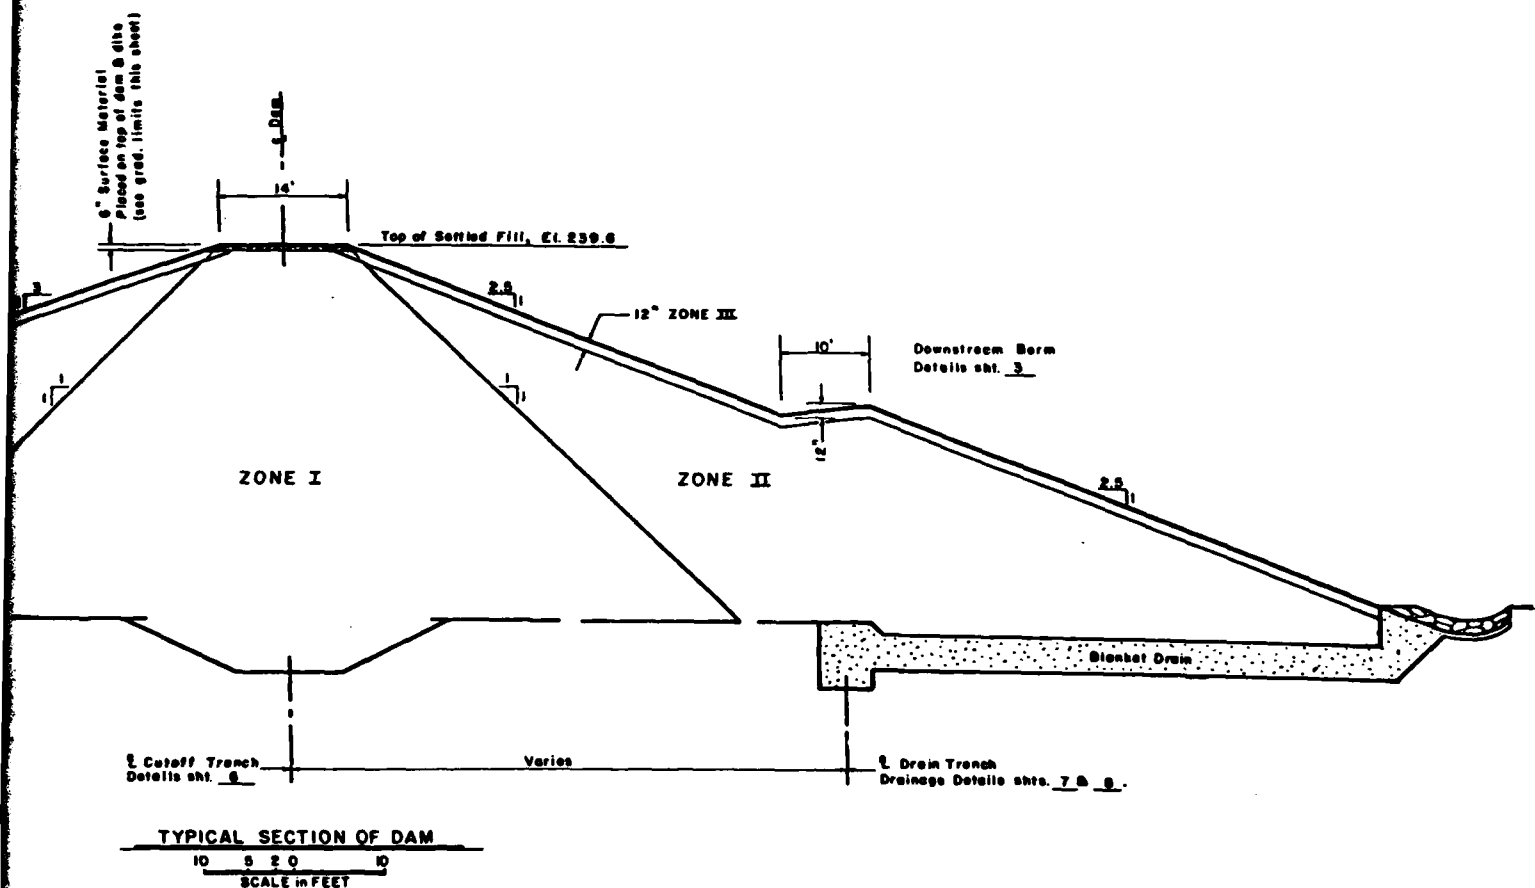 6" Surface Material
Placed on top of dam & dike
(see grad. limits this sheet)
℄ Dam
14'
Top of Settled Fill, El. 239.6
3
2.5
1
12" ZONE III
10'
Downstream Berm
Details sht. 3
12"
1
1
1
1
ZONE I
ZONE II
2.5
1
Blanket Drain
℄ Cutoff Trench
Details sht. 6
Varies
℄ Drain Trench
Drainage Details shts. 7 & 8.
TYPICAL SECTION OF DAM
10 5 2 0 10
SCALE in FEET